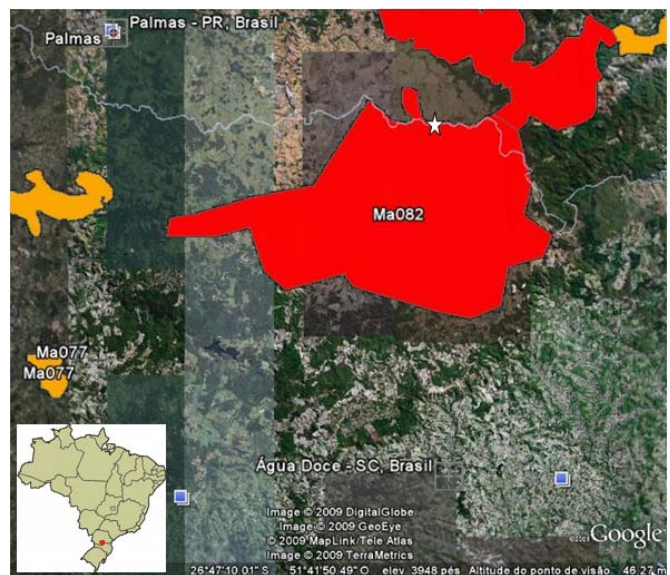 Palmas - PR, Brasil
Palmas
Ma082
Ma077
Ma077
Água Doce - SC, Brasil
Image © 2009 DigitalGlobe
Image © 2009 GeoEye
© 2009 MapLink/Tele Atlas
Image © 2009 TerraMetrics
©2009 Google
26°47'10.01" S 51°41'50.49" O elev. 3948 pés Altitude do ponto de visão 46.27 m